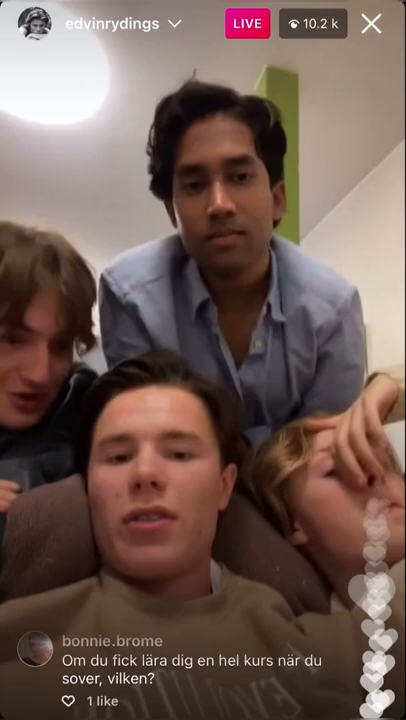 edvinrydings
LIVE
10.2 k
bonnie.brome
Om du fick lära dig en hel kurs när du
sover, vilken?
1 like